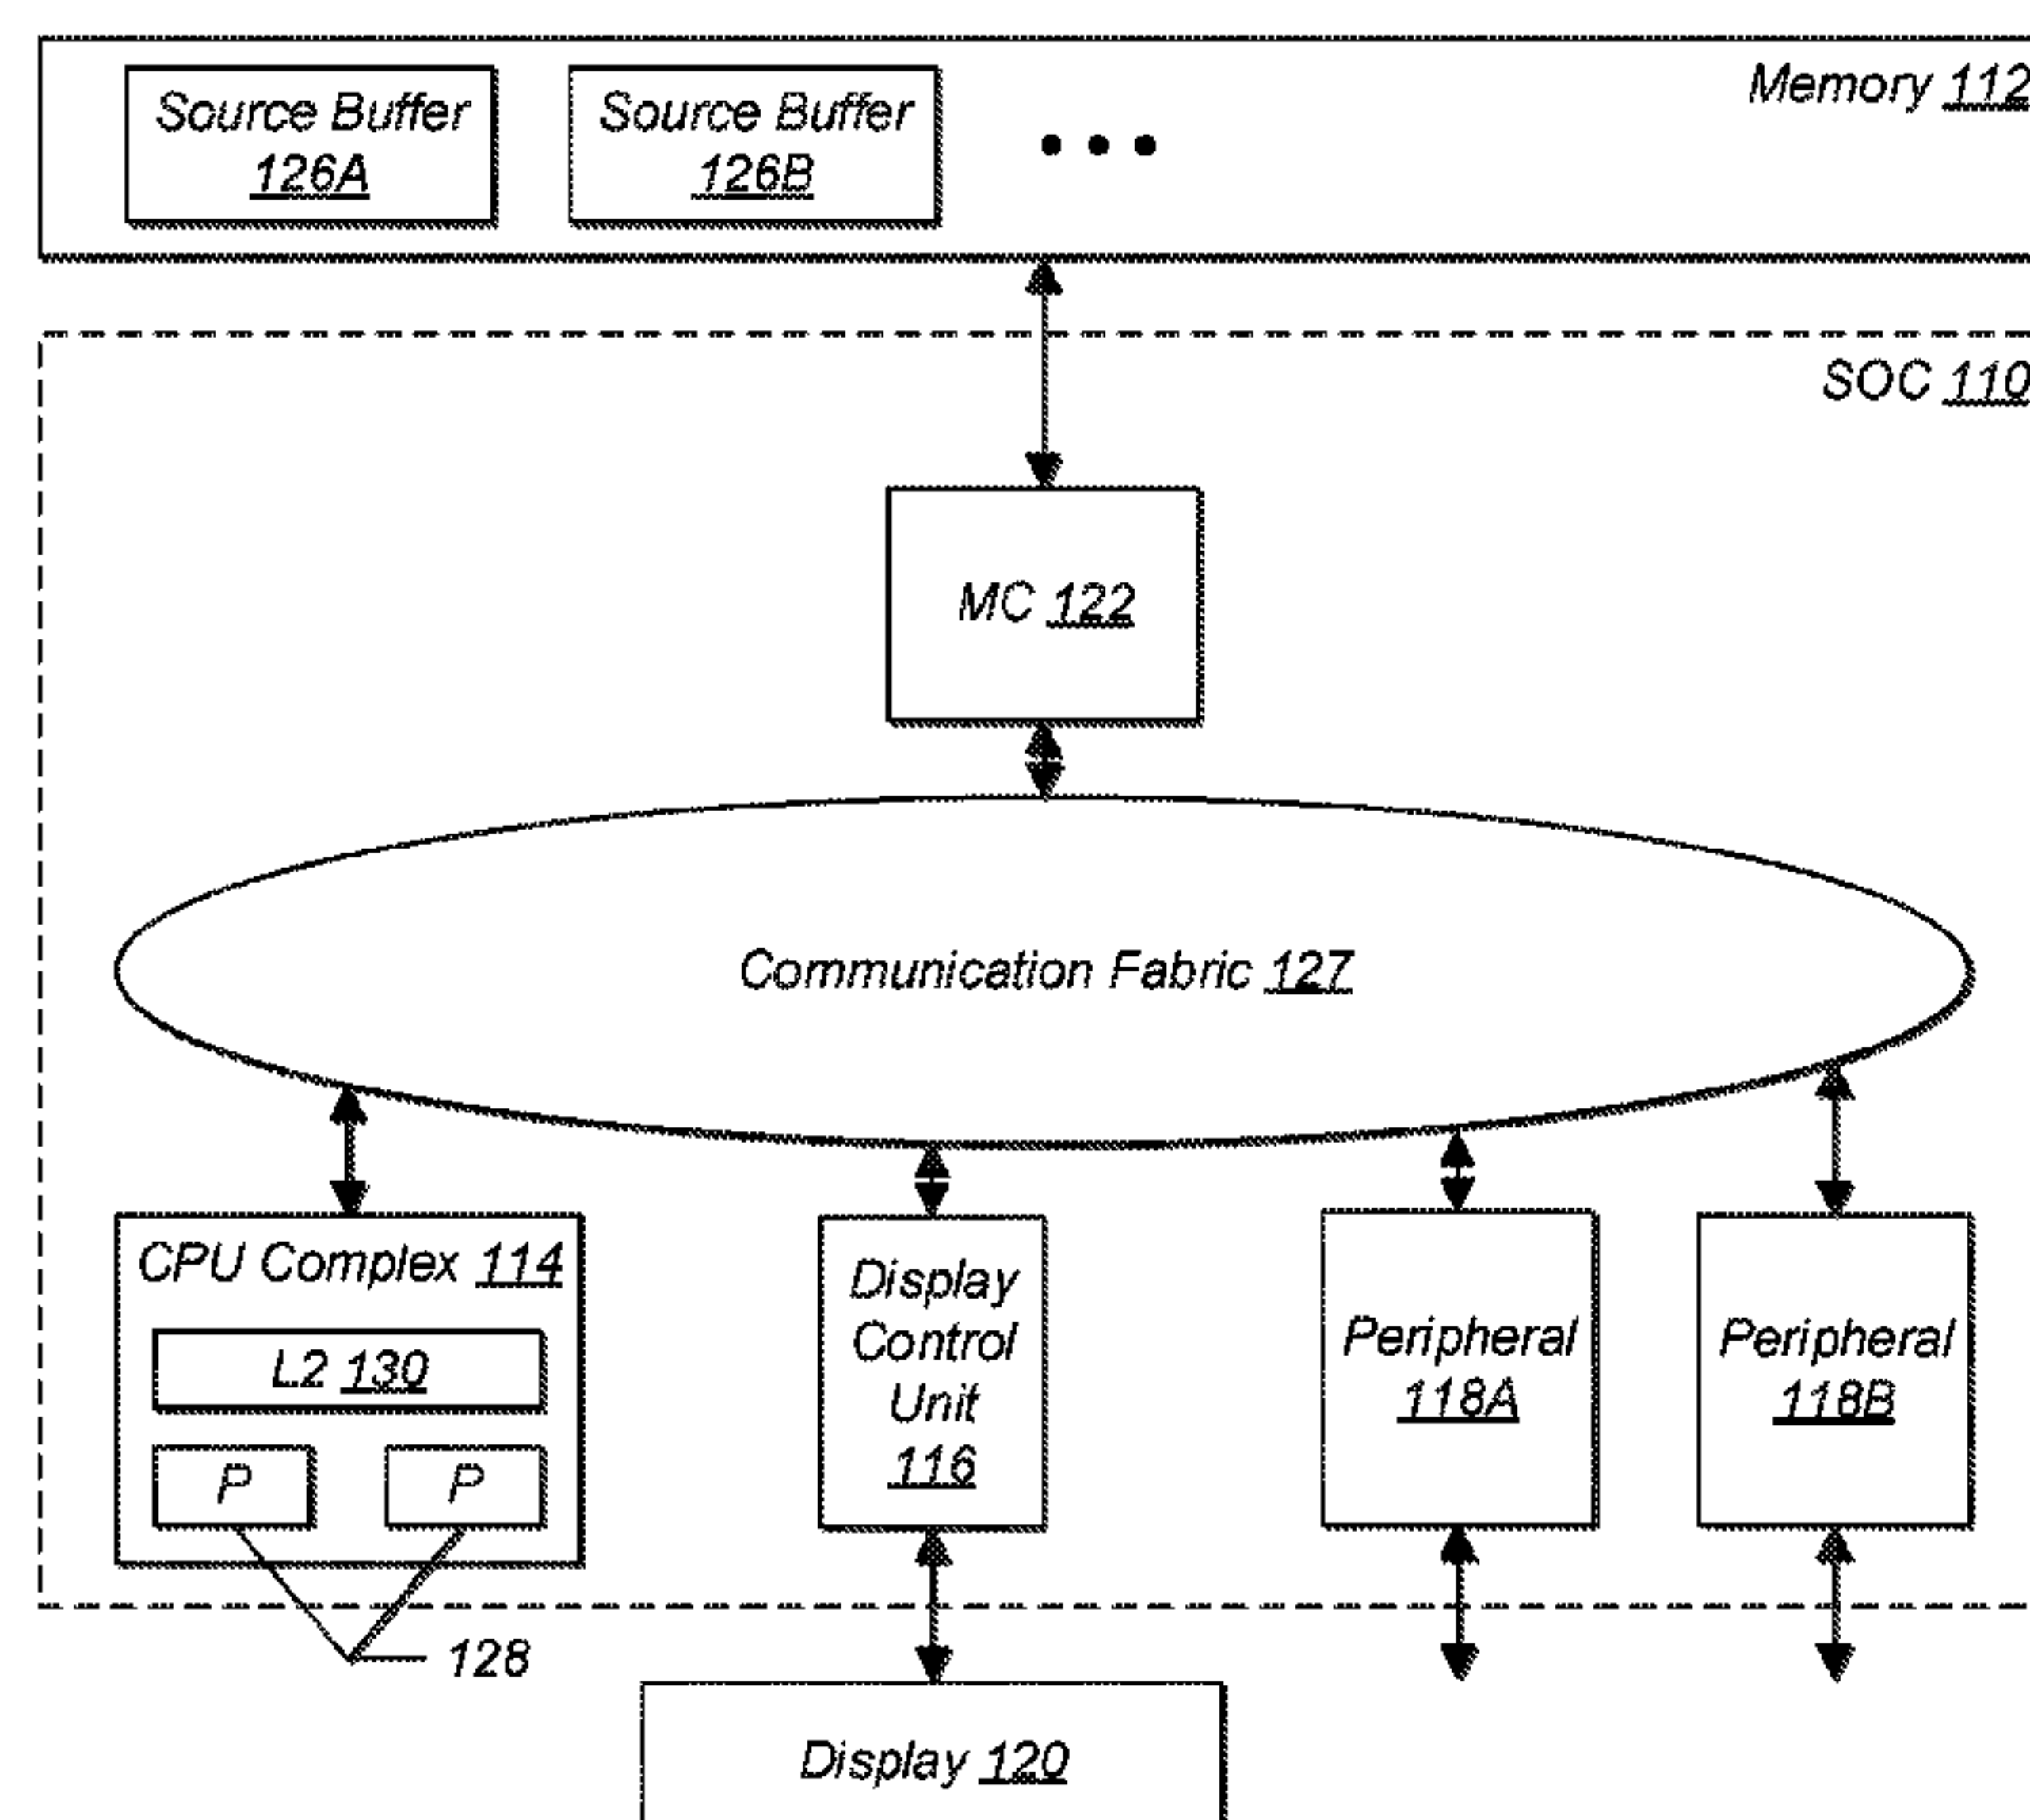 Source Buffer
126A
Source Buffer
126B
Memory 112
SOC 110
MC 122
Communication Fabric 127
CPU Complex 114
L2 130
P
P
128
Display
Control
Unit
116
Peripheral
118A
Peripheral
118B
Display 120